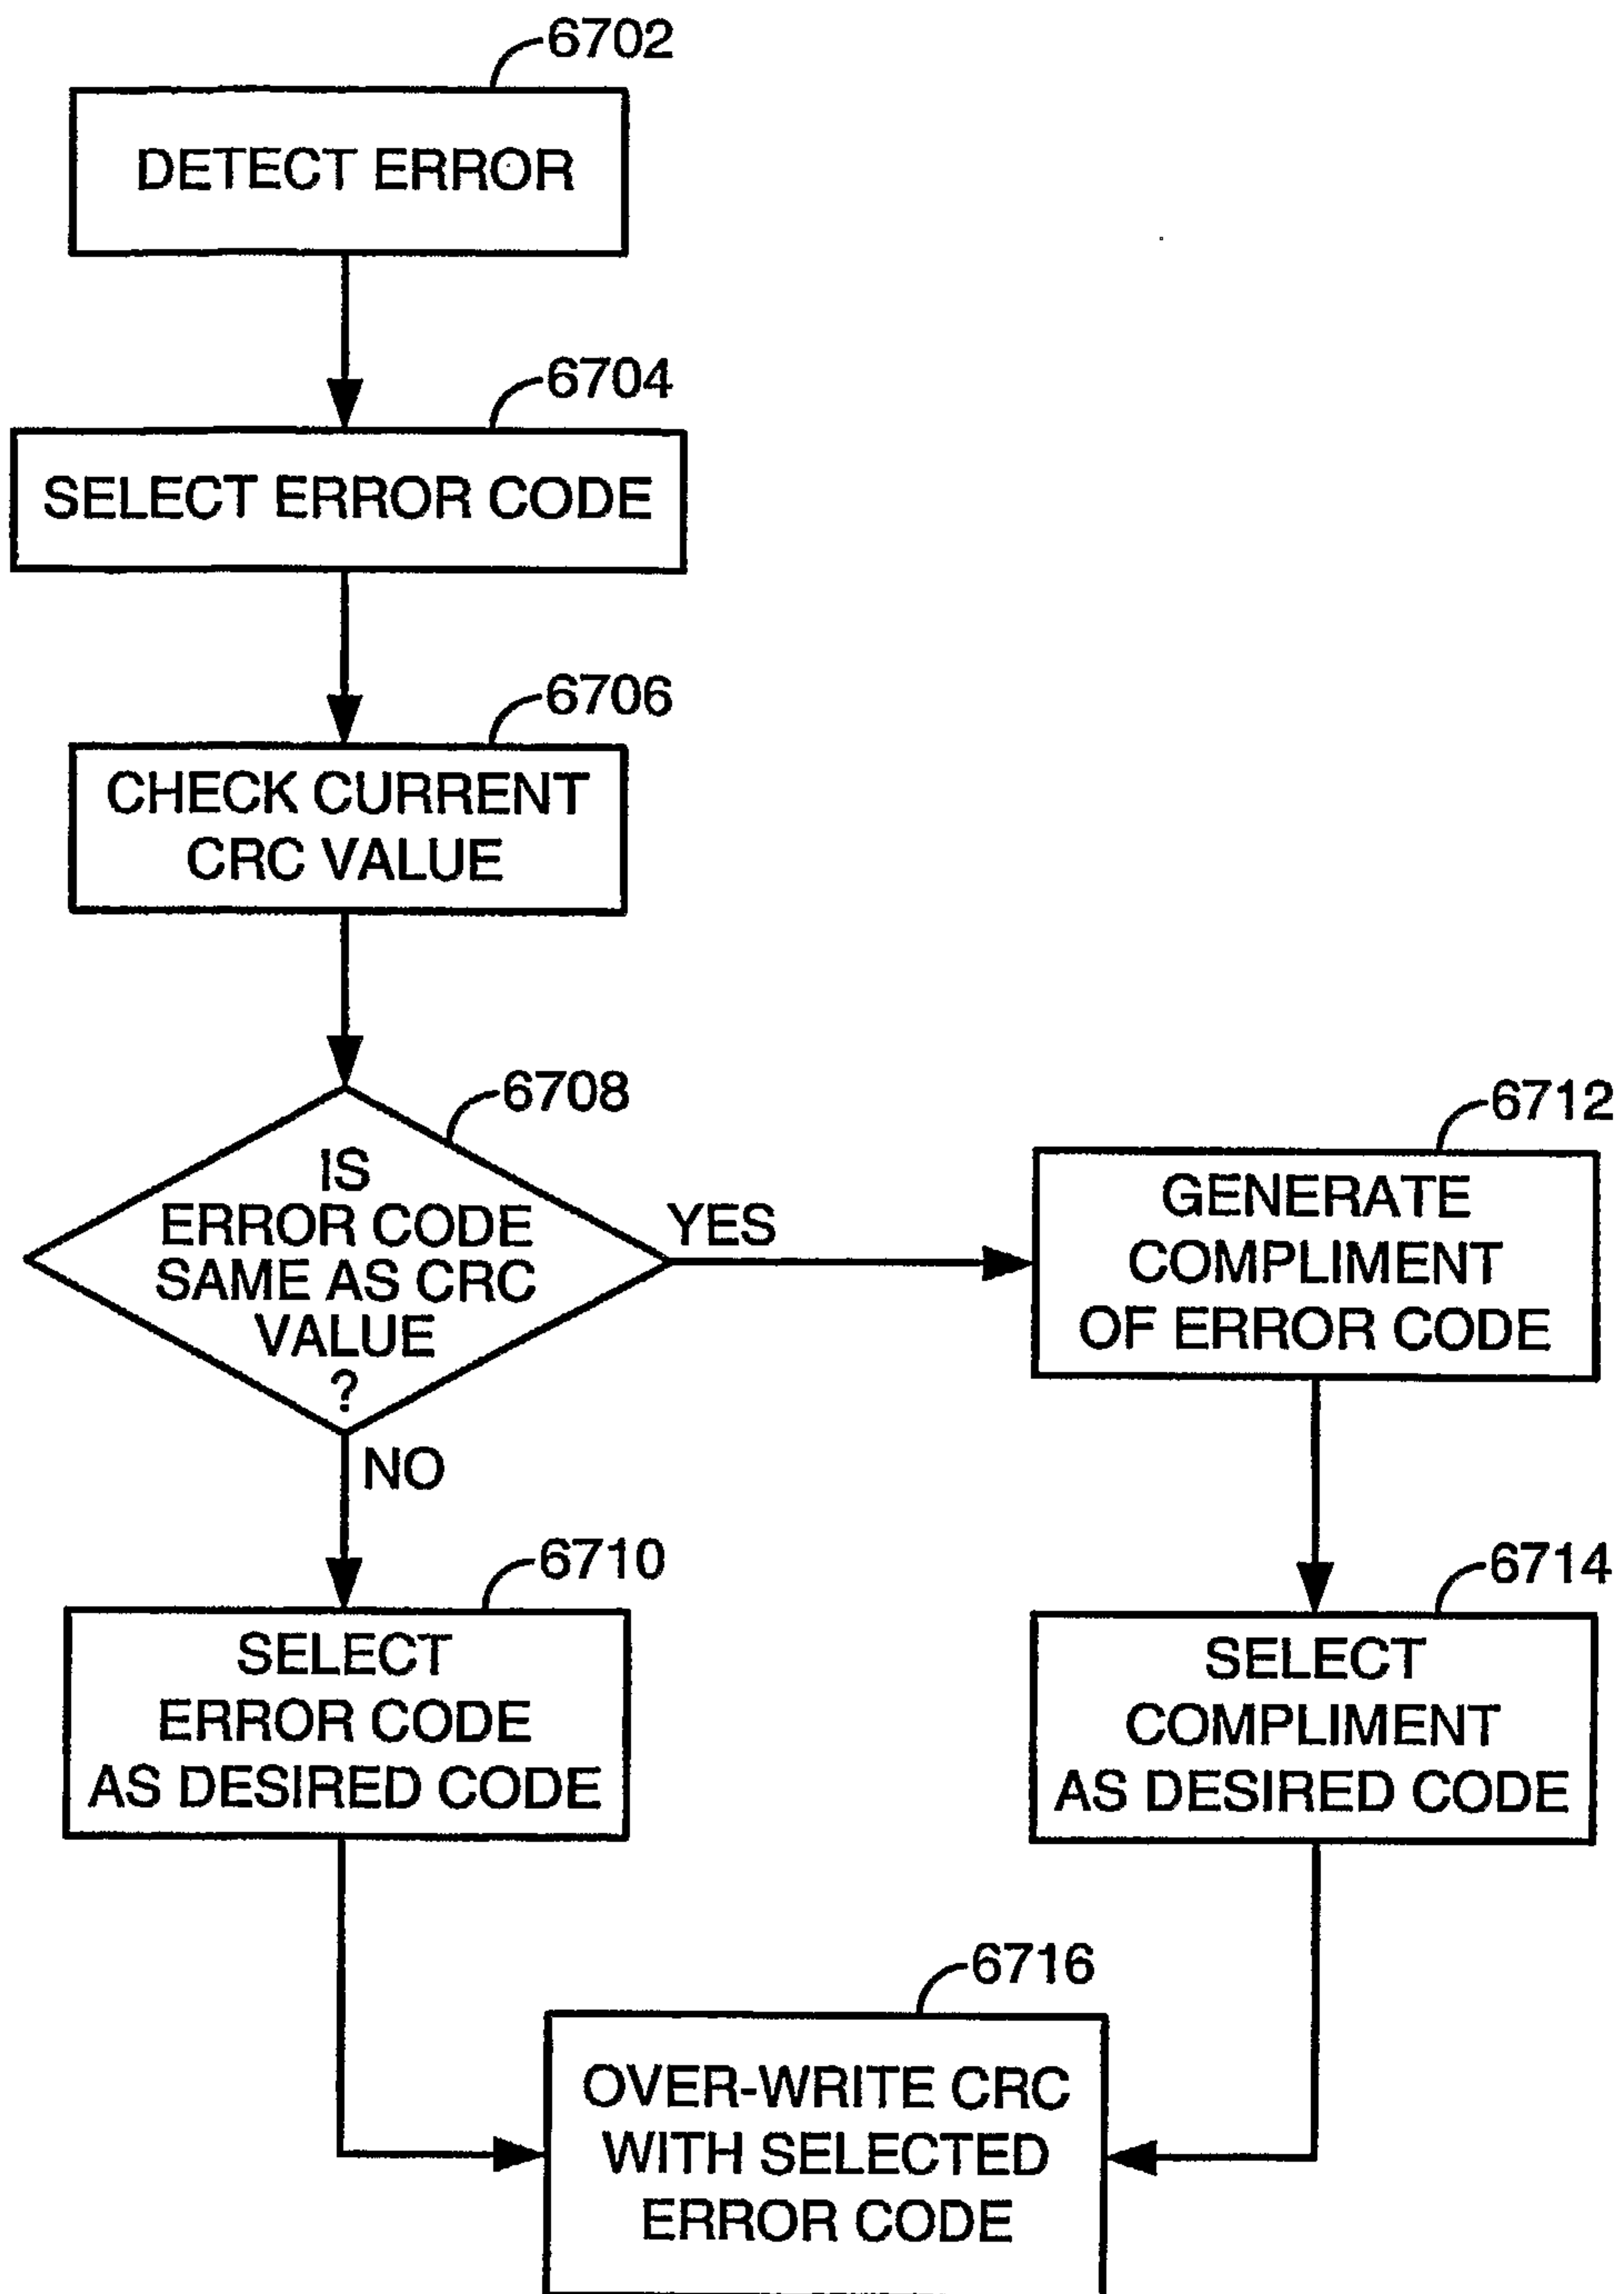 6702
DETECT ERROR
6704
SELECT ERROR CODE
6706
CHECK CURRENT
CRC VALUE
6708
IS
ERROR CODE
SAME AS CRC
VALUE
?
YES
NO
6712
GENERATE
COMPLIMENT
OF ERROR CODE
6710
SELECT
ERROR CODE
AS DESIRED CODE
6714
SELECT
COMPLIMENT
AS DESIRED CODE
6716
OVER-WRITE CRC
WITH SELECTED
ERROR CODE